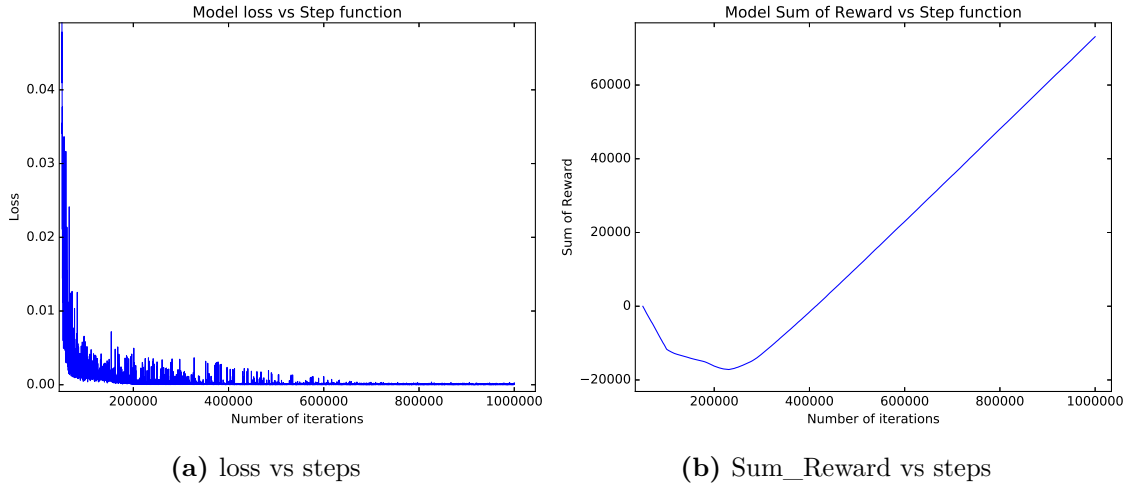 Model loss vs Step function
Loss
0.04
0.03
0.02
0.01
0.00
200000 400000 600000 800000 1000000
Number of iterations
(a) loss vs steps
Model Sum of Reward vs Step function
Sum of Reward
60000
40000
20000
0
−20000
200000 400000 600000 800000 1000000
Number of iterations
(b) Sum_Reward vs steps